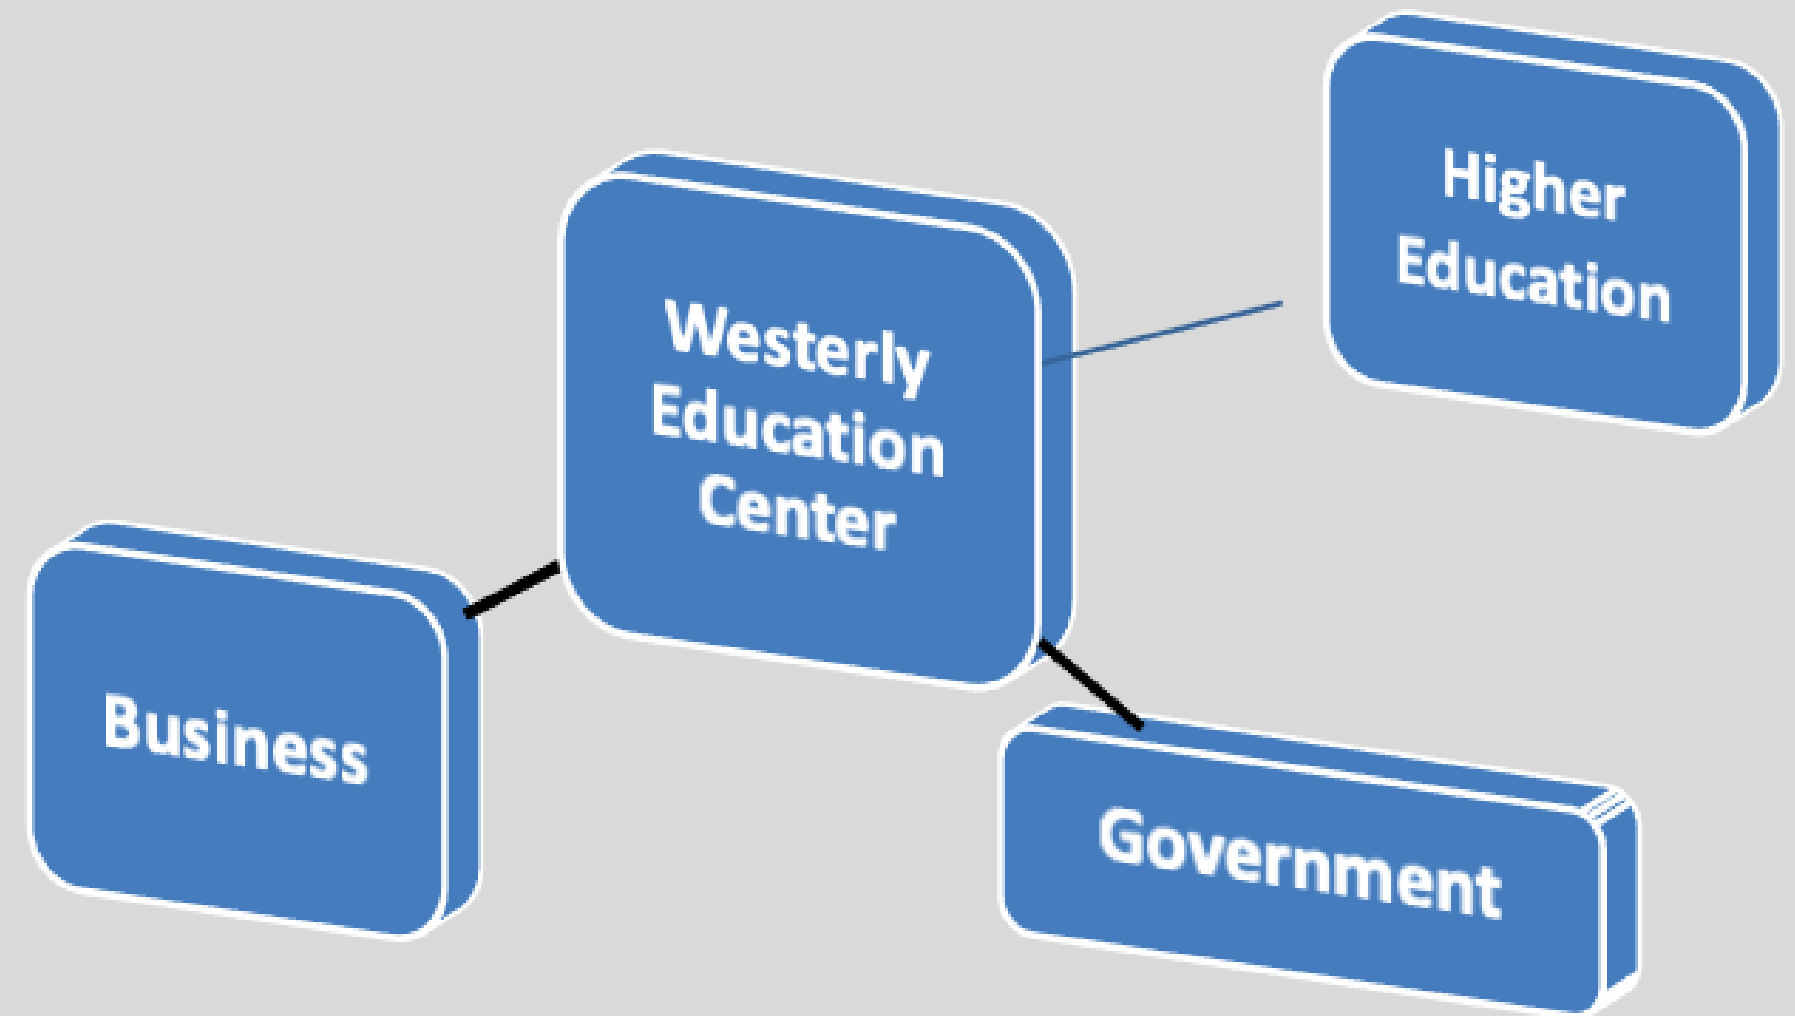 Higher
Education
Westerly
Education
Center
Business
Government